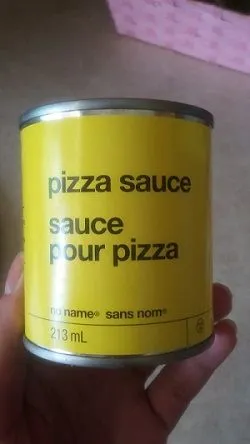 pizza sauce
sauce
pour pizza
no name® sans nom®
213 mL